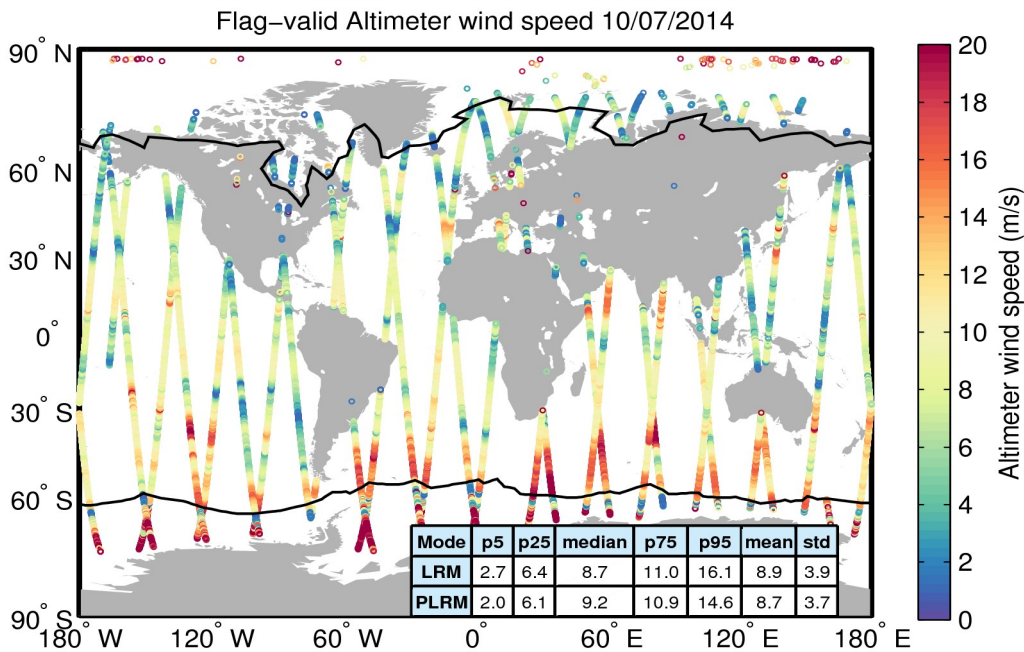 Flag−valid Altimeter wind speed 10/07/2014
90° N
60° N
30° N
0°
30° S
60° S
90° S
180° W
120° W
60° W
0°
60° E
120° E
180° E
Mode p5 p25 median p75 p95 mean std
LRM 2.7 6.4 8.7 11.0 16.1 8.9 3.9
PLRM 2.0 6.1 9.2 10.9 14.6 8.7 3.7
20
18
16
14
12
10
8
6
4
2
0
Altimeter wind speed (m/s)